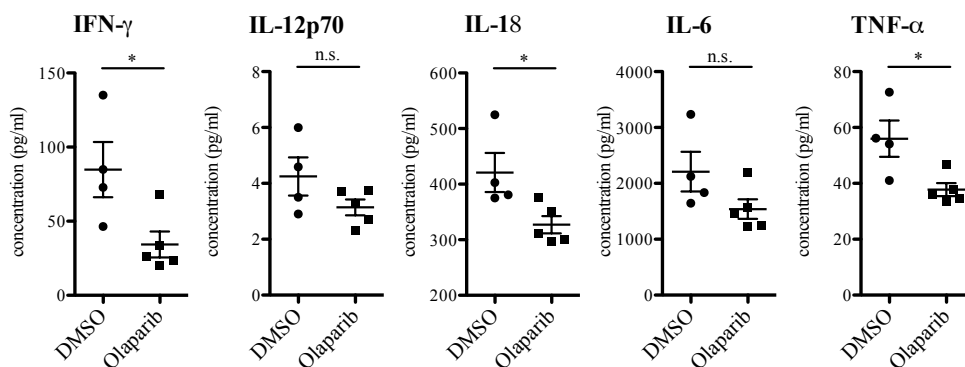 IFN-γ
*
concentration (pg/ml)
150
100
50
0
DMSO
Olaparib
IL-12p70
n.s.
concentration (pg/ml)
8
6
4
2
0
DMSO
Olaparib
IL-18
*
concentration (pg/ml)
600
500
400
300
200
DMSO
Olaparib
IL-6
n.s.
concentration (pg/ml)
4000
3000
2000
1000
0
DMSO
Olaparib
TNF-α
*
concentration (pg/ml)
80
60
40
20
0
DMSO
Olaparib